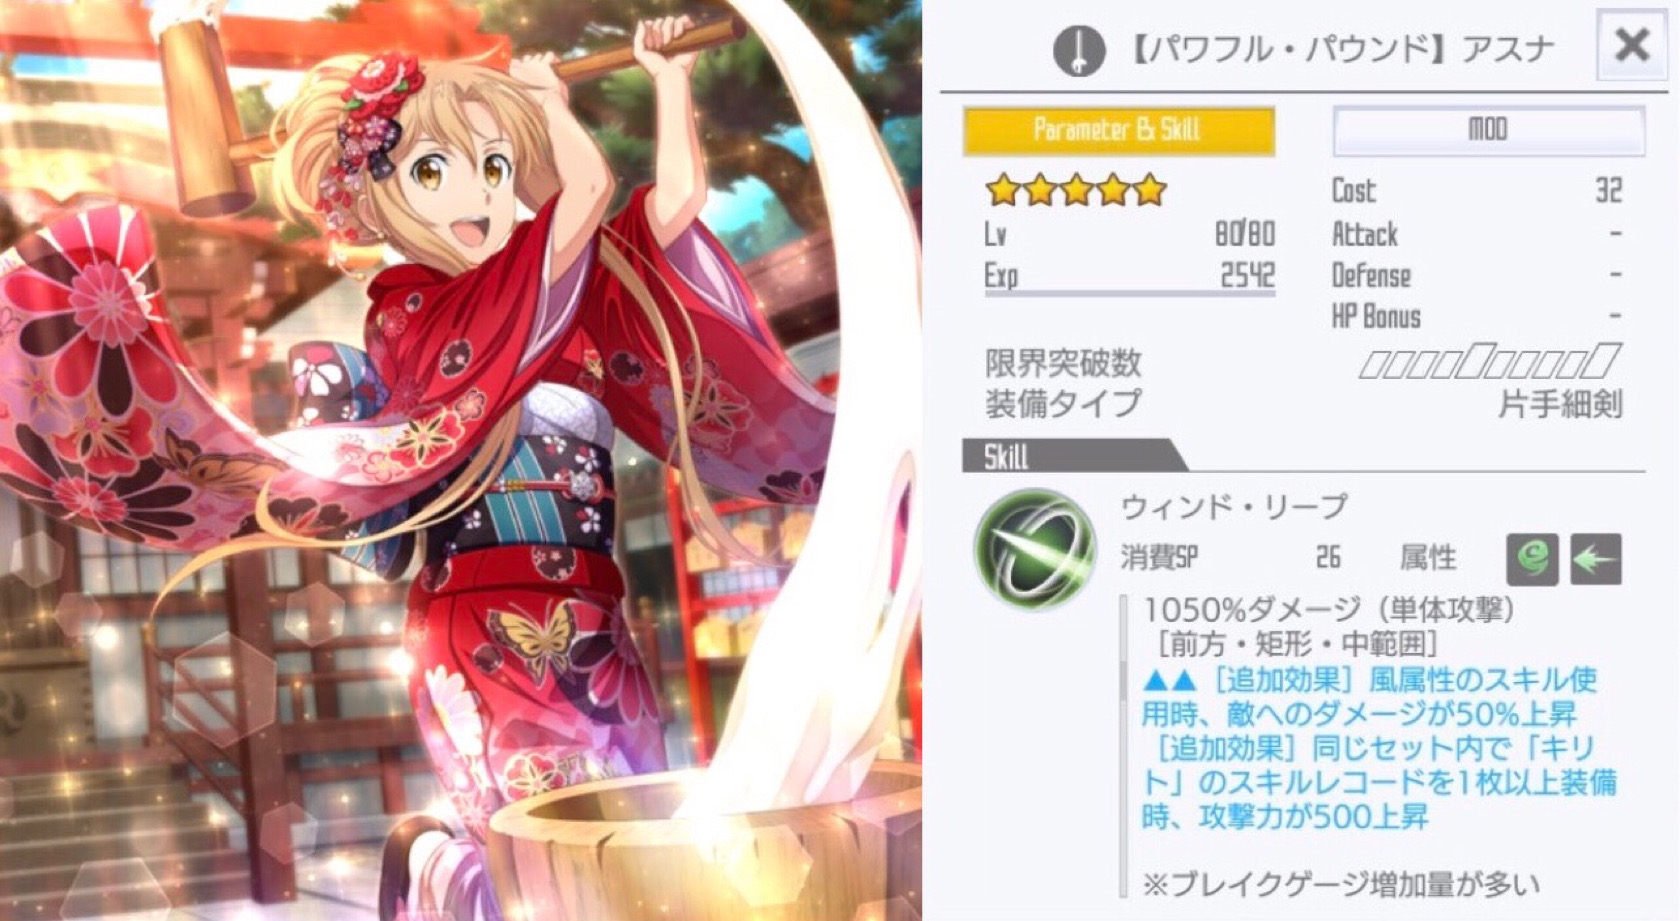 【パワフル・パウンド】アスナ
Parameter & Skill
MOD
Lv 80/80
Exp 2542
Cost 32
Attack -
Defense -
HP Bonus -
限界突破数
装備タイプ 片手細剣
Skill
ウィンド・リープ
消費SP 26 属性
1050%ダメージ（単体攻撃）
［前方・矩形・中範囲］
▲▲［追加効果］風属性のスキル使
用時、敵へのダメージが50%上昇
［追加効果］同じセット内で「キリ
ト」のスキルレコードを1枚以上装備
時、攻撃力が500上昇
※ブレイクゲージ増加量が多い